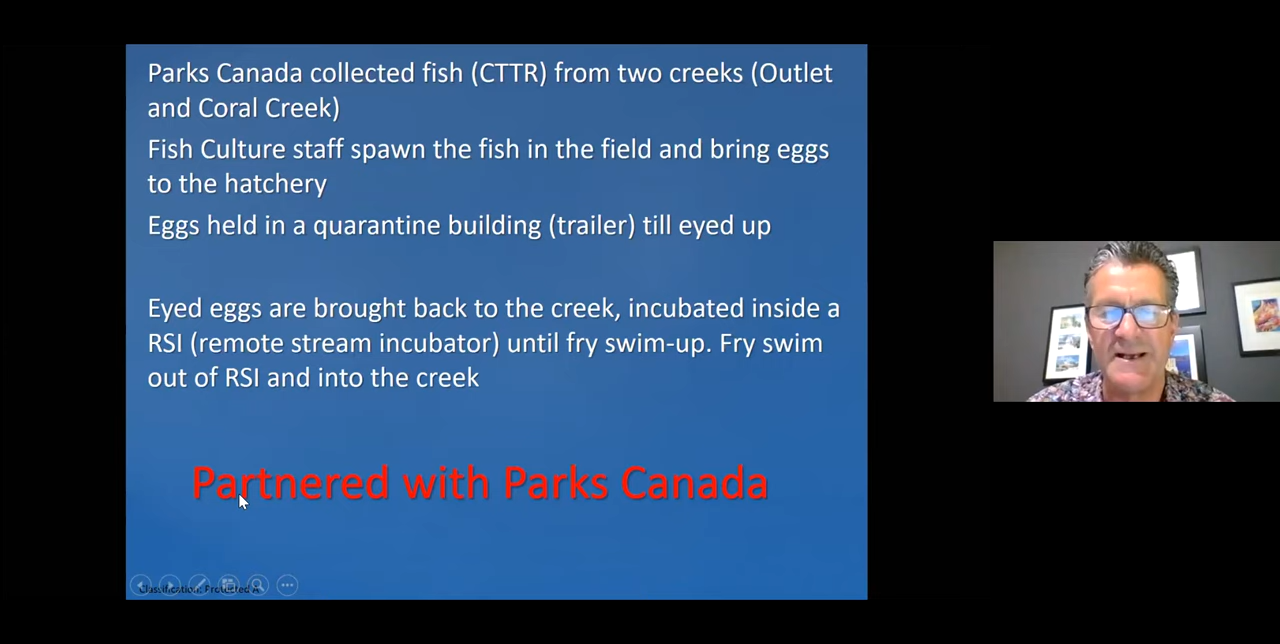 Parks Canada collected fish (CTTR) from two creeks (Outlet
and Coral Creek)
Fish Culture staff spawn the fish in the field and bring eggs
to the hatchery
Eggs held in a quarantine building (trailer) till eyed up
Eyed eggs are brought back to the creek, incubated inside a
RSI (remote stream incubator) until fry swim-up. Fry swim
out of RSI and into the creek
Partnered with Parks Canada
Classification: Protected A